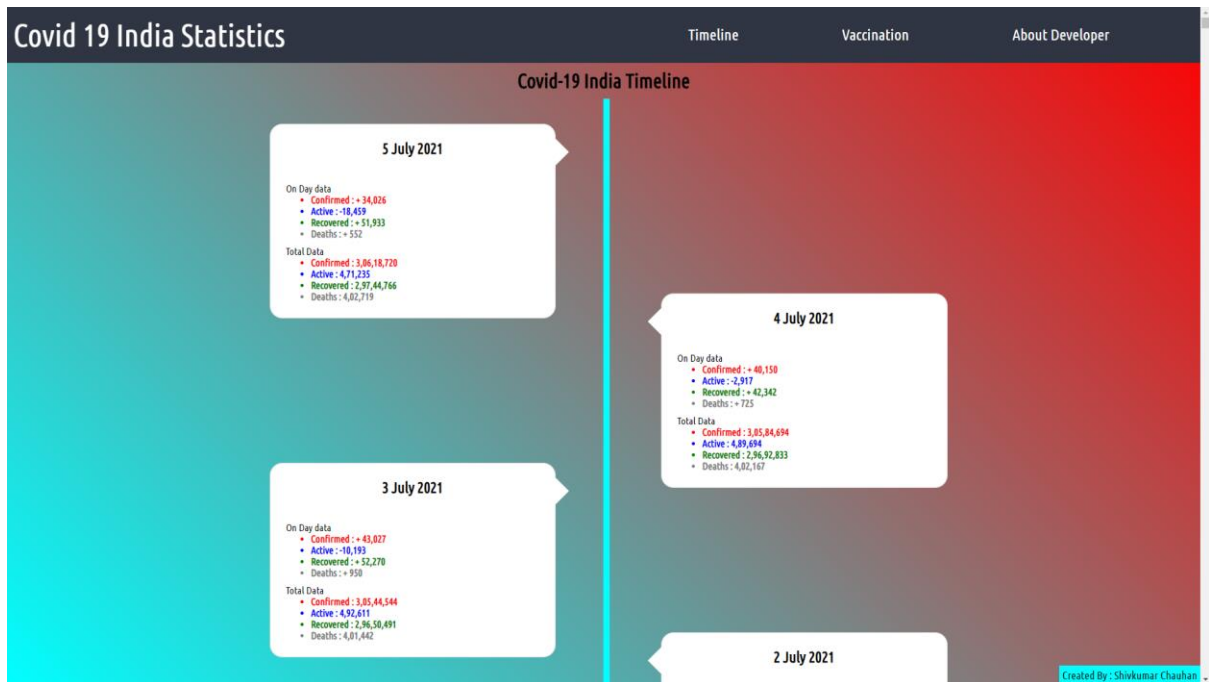 Covid 19 India Statistics
Timeline
Vaccination
About Developer
Covid-19 India Timeline
5 July 2021
On Day data
• Confirmed : + 34,026
• Active : -18,459
• Recovered : + 51,933
• Deaths : + 552
Total Data
• Confirmed : 3,06,18,720
• Active : 4,71,235
• Recovered : 2,97,44,766
• Deaths : 4,02,719
4 July 2021
On Day data
• Confirmed : + 40,150
• Active : -2,917
• Recovered : + 42,342
• Deaths : + 725
Total Data
• Confirmed : 3,05,84,694
• Active : 4,89,694
• Recovered : 2,96,92,833
• Deaths : 4,02,167
3 July 2021
On Day data
• Confirmed : + 43,027
• Active : -10,193
• Recovered : + 52,270
• Deaths : + 950
Total Data
• Confirmed : 3,05,44,544
• Active : 4,92,611
• Recovered : 2,96,50,491
• Deaths : 4,01,442
2 July 2021
Created By : Shivkumar Chauhan